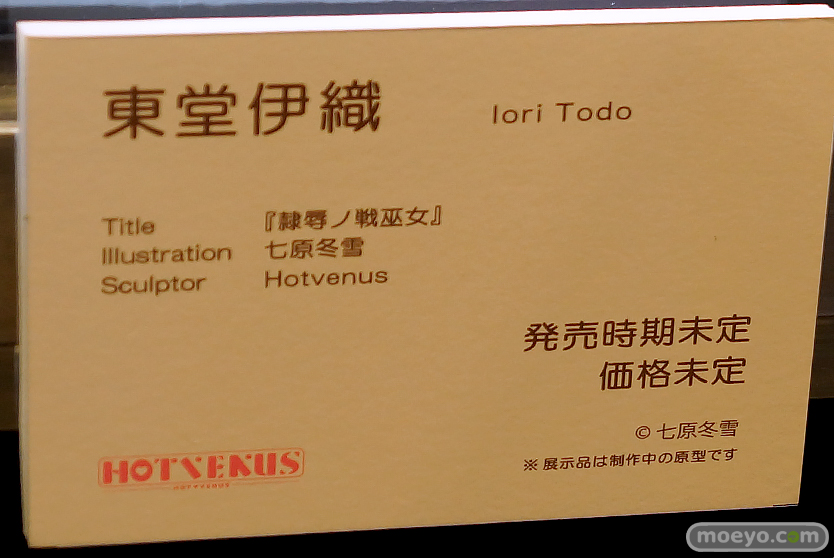 東堂伊織 Iori Todo
Title 『隷辱ノ戦巫女』
Illustration 七原冬雪
Sculptor Hotvenus
発売時期未定
価格未定
© 七原冬雪
※ 展示品は制作中の原型です
HOTVENUS
HOTVENUS
moeyo.com